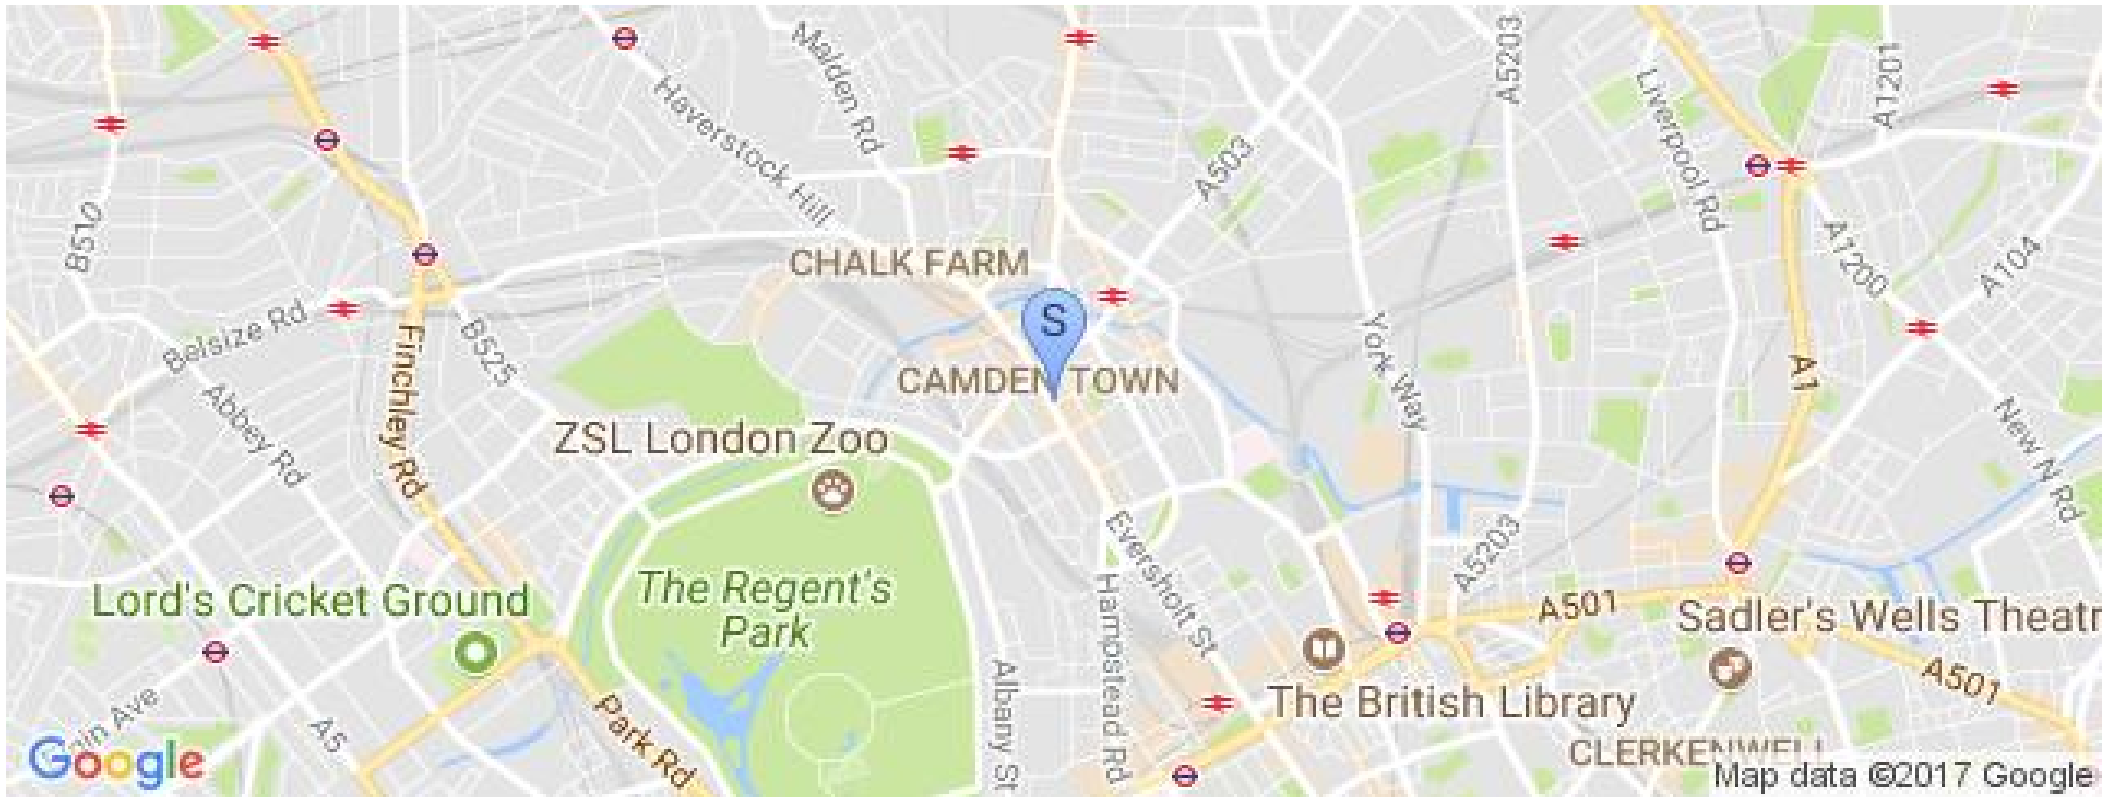 Malden Rd
A5203
A1201
Haverstock Hill
Liverpool Rd
A503
B510
CHALK FARM
A1200
A104
S
Belsize Rd
B525
York Way
Finchley Rd
CAMDEN TOWN
A1
Abbey Rd
ZSL London Zoo
New N Rd
Eversholt St
A5203
Lord's Cricket Ground
The Regent's
Park
Hampstead Rd
A501
Sadler's Wells Theatr
Albany St
A501
The British Library
Ave
A5
Park Rd
CLERKENWELL
Google
Map data ©2017 Google